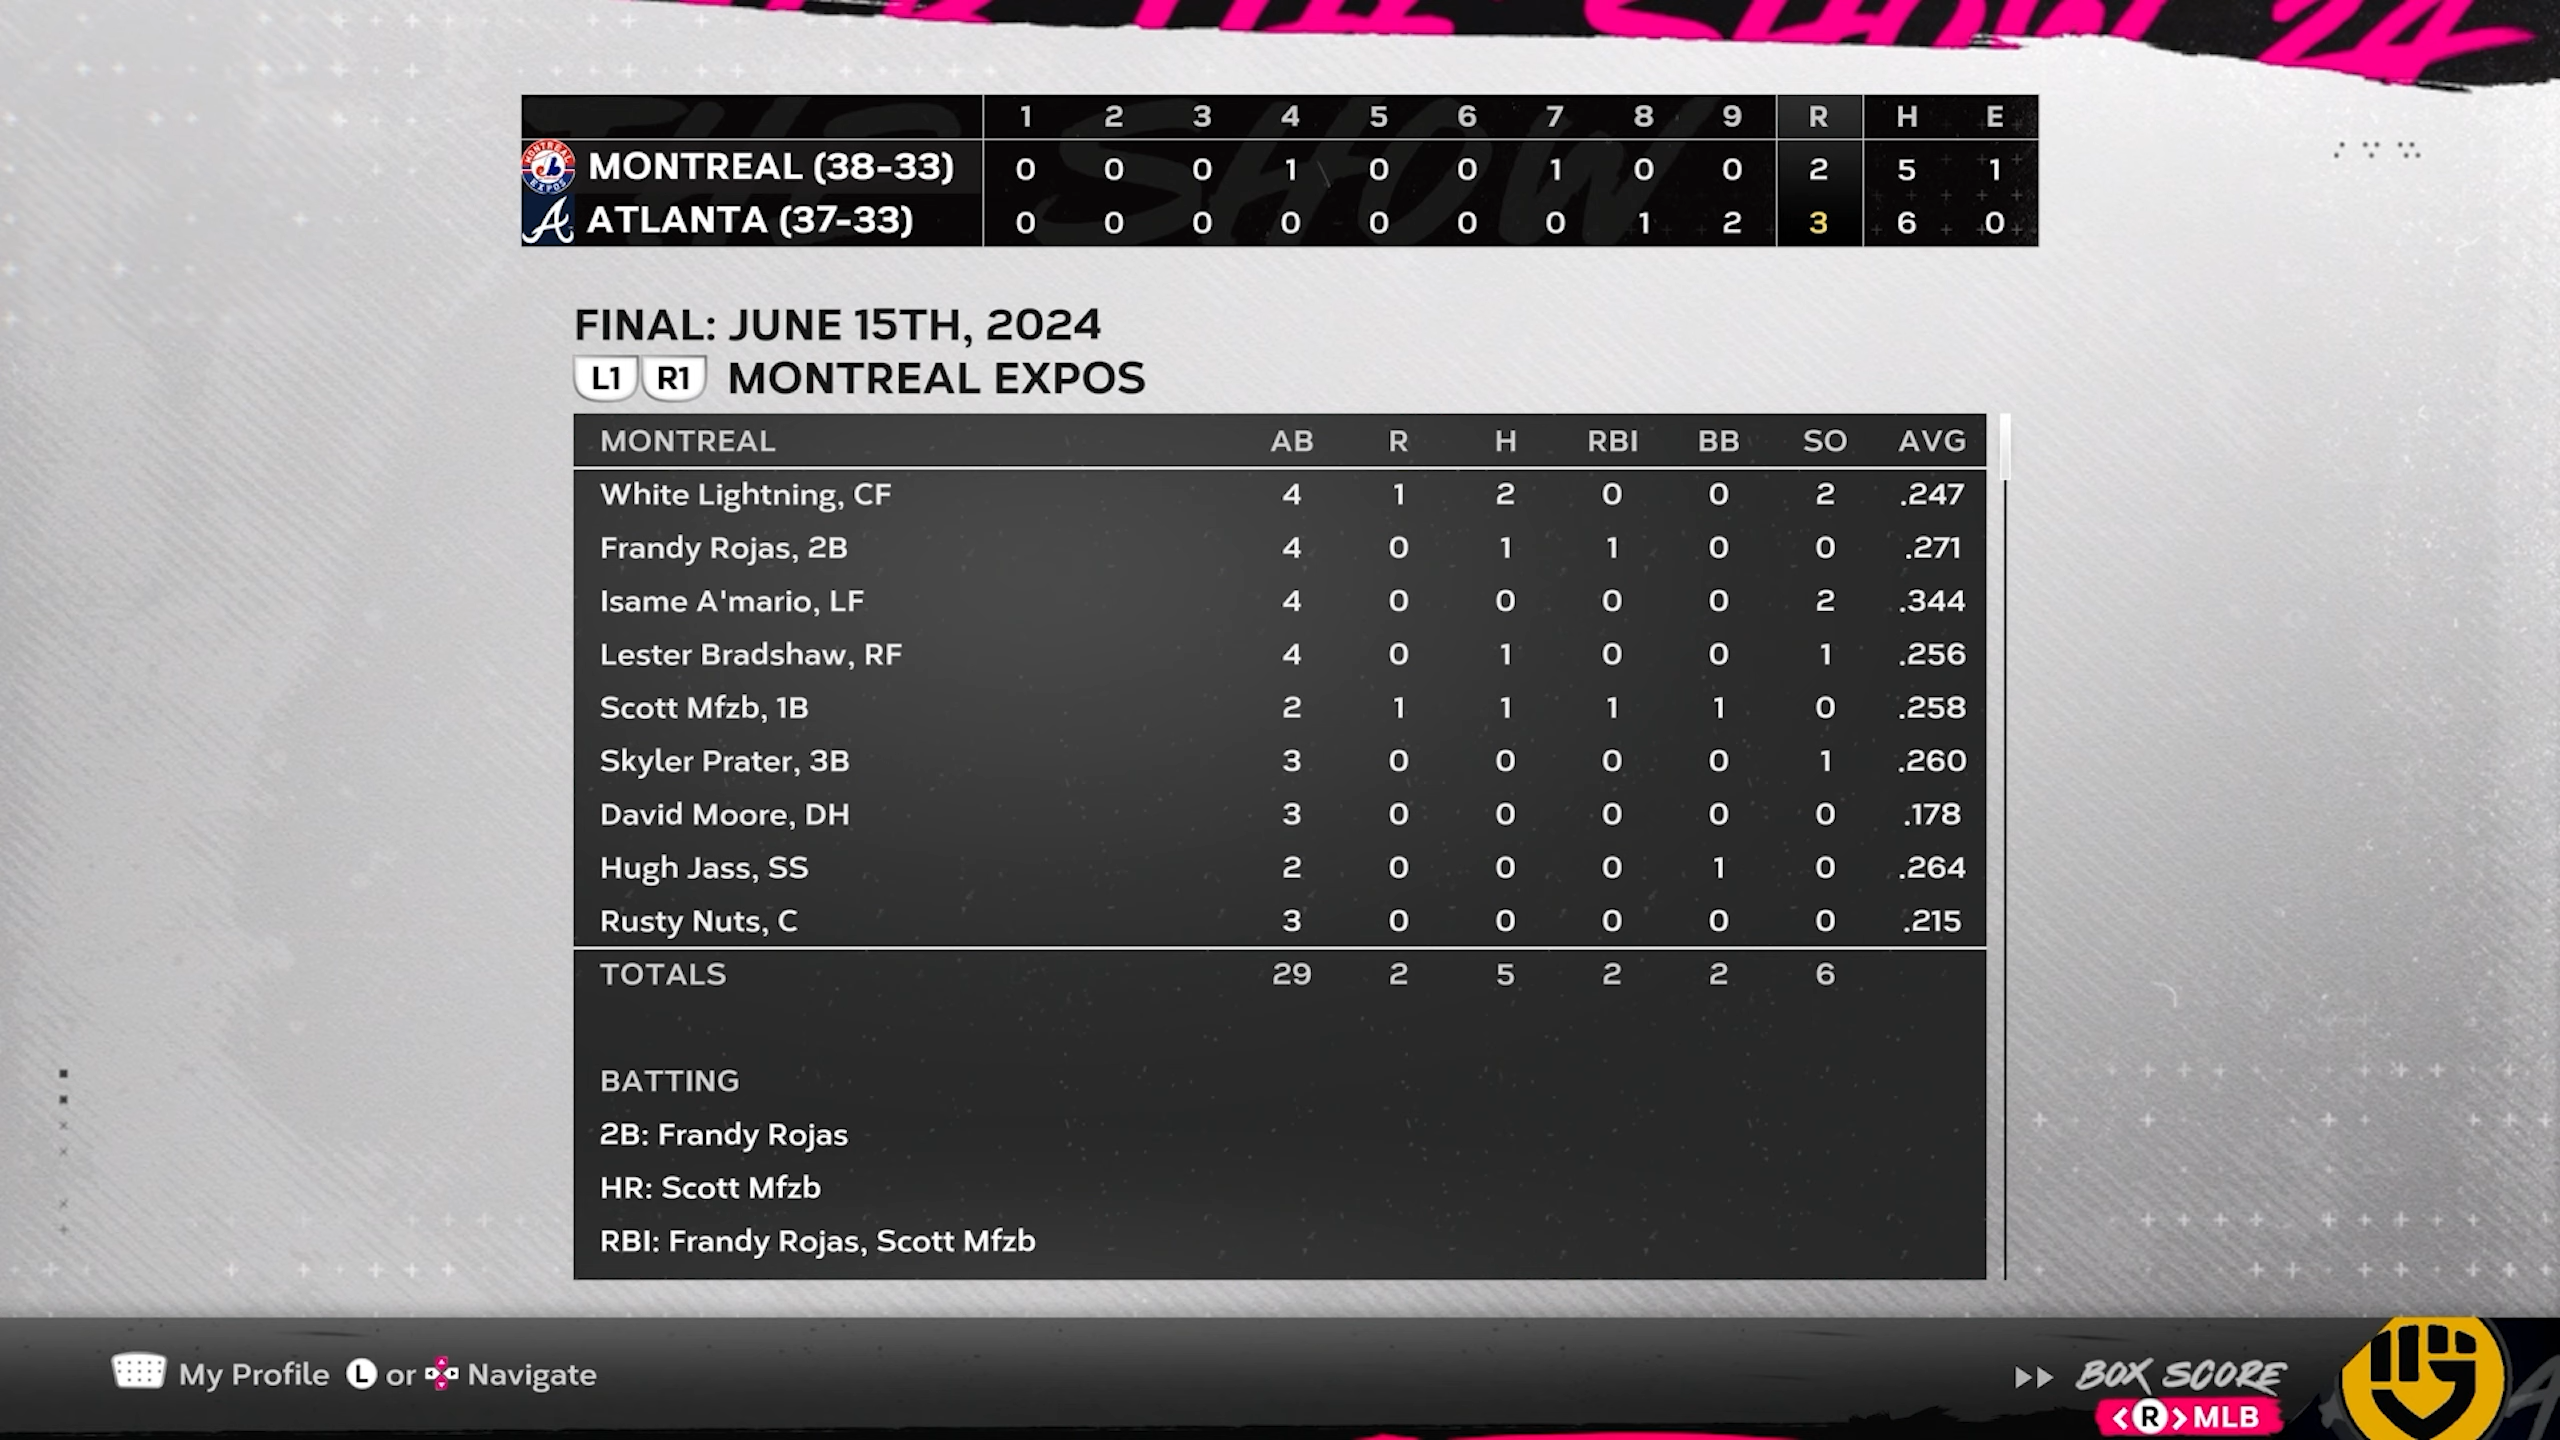 THE SHOW 24
1 2 3 4 5 6 7 8 9 R H E
MONTREAL (38-33) 0 0 0 1 0 0 1 0 0 2 5 1
ATLANTA (37-33) 0 0 0 0 0 0 0 1 2 3 6 0
FINAL: JUNE 15TH, 2024
L1 R1 MONTREAL EXPOS
MONTREAL AB R H RBI BB SO AVG
White Lightning, CF 4 1 2 0 0 2 .247
Frandy Rojas, 2B 4 0 1 1 0 0 .271
Isame A'mario, LF 4 0 0 0 0 2 .344
Lester Bradshaw, RF 4 0 1 0 0 1 .256
Scott Mfzb, 1B 2 1 1 1 1 0 .258
Skyler Prater, 3B 3 0 0 0 0 1 .260
David Moore, DH 3 0 0 0 0 0 .178
Hugh Jass, SS 2 0 0 0 1 0 .264
Rusty Nuts, C 3 0 0 0 0 0 .215
TOTALS 29 2 5 2 2 6
BATTING
2B: Frandy Rojas
HR: Scott Mfzb
RBI: Frandy Rojas, Scott Mfzb
My Profile L or Navigate
BOX SCORE
<R> MLB